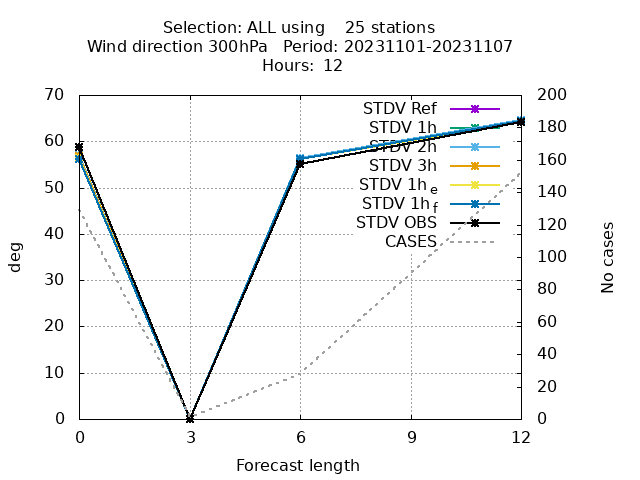 Selection: ALL using    25 stations
Wind direction 300hPa   Period: 20231101-20231107
Hours: 12
70
60
50
40
30
20
10
0
deg
200
180
160
140
120
100
80
60
40
20
0
No cases
STDV Ref
STDV 1h
STDV 2h
STDV 3h
STDV 1h e
STDV 1h f
STDV OBS
CASES
0 3 6 9 12
Forecast length